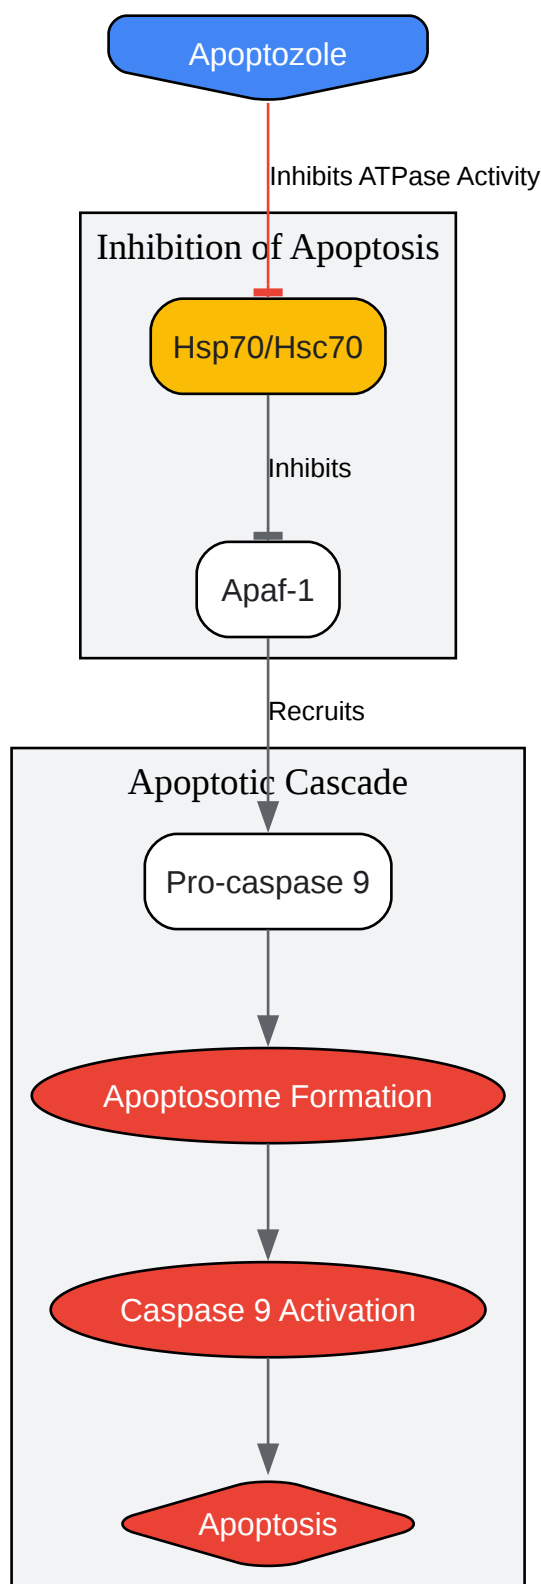 Apoptozole
Inhibits ATPase Activity
Inhibition of Apoptosis
Hsp70/Hsc70
Inhibits
Apaf-1
Recruits
Apoptotic Cascade
Pro-caspase 9
Apoptosome Formation
Caspase 9 Activation
Apoptosis